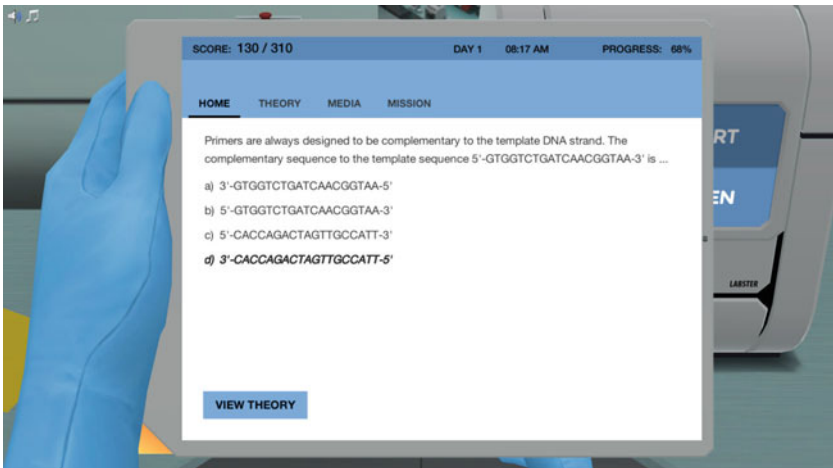 SCORE: 130 / 310 DAY 1 08:17 AM PROGRESS: 68%
HOME THEORY MEDIA MISSION
Primers are always designed to be complementary to the template DNA strand. The
complementary sequence to the template sequence 5'-GTGGTCTGATCAACGGTAA-3' is ...
a) 3'-GTGGTCTGATCAACGGTAA-5'
b) 5'-GTGGTCTGATCAACGGTAA-3'
c) 5'-CACCAGACTAGTTGCCATT-3'
d) 3'-CACCAGACTAGTTGCCATT-5'
VIEW THEORY
LABSTER